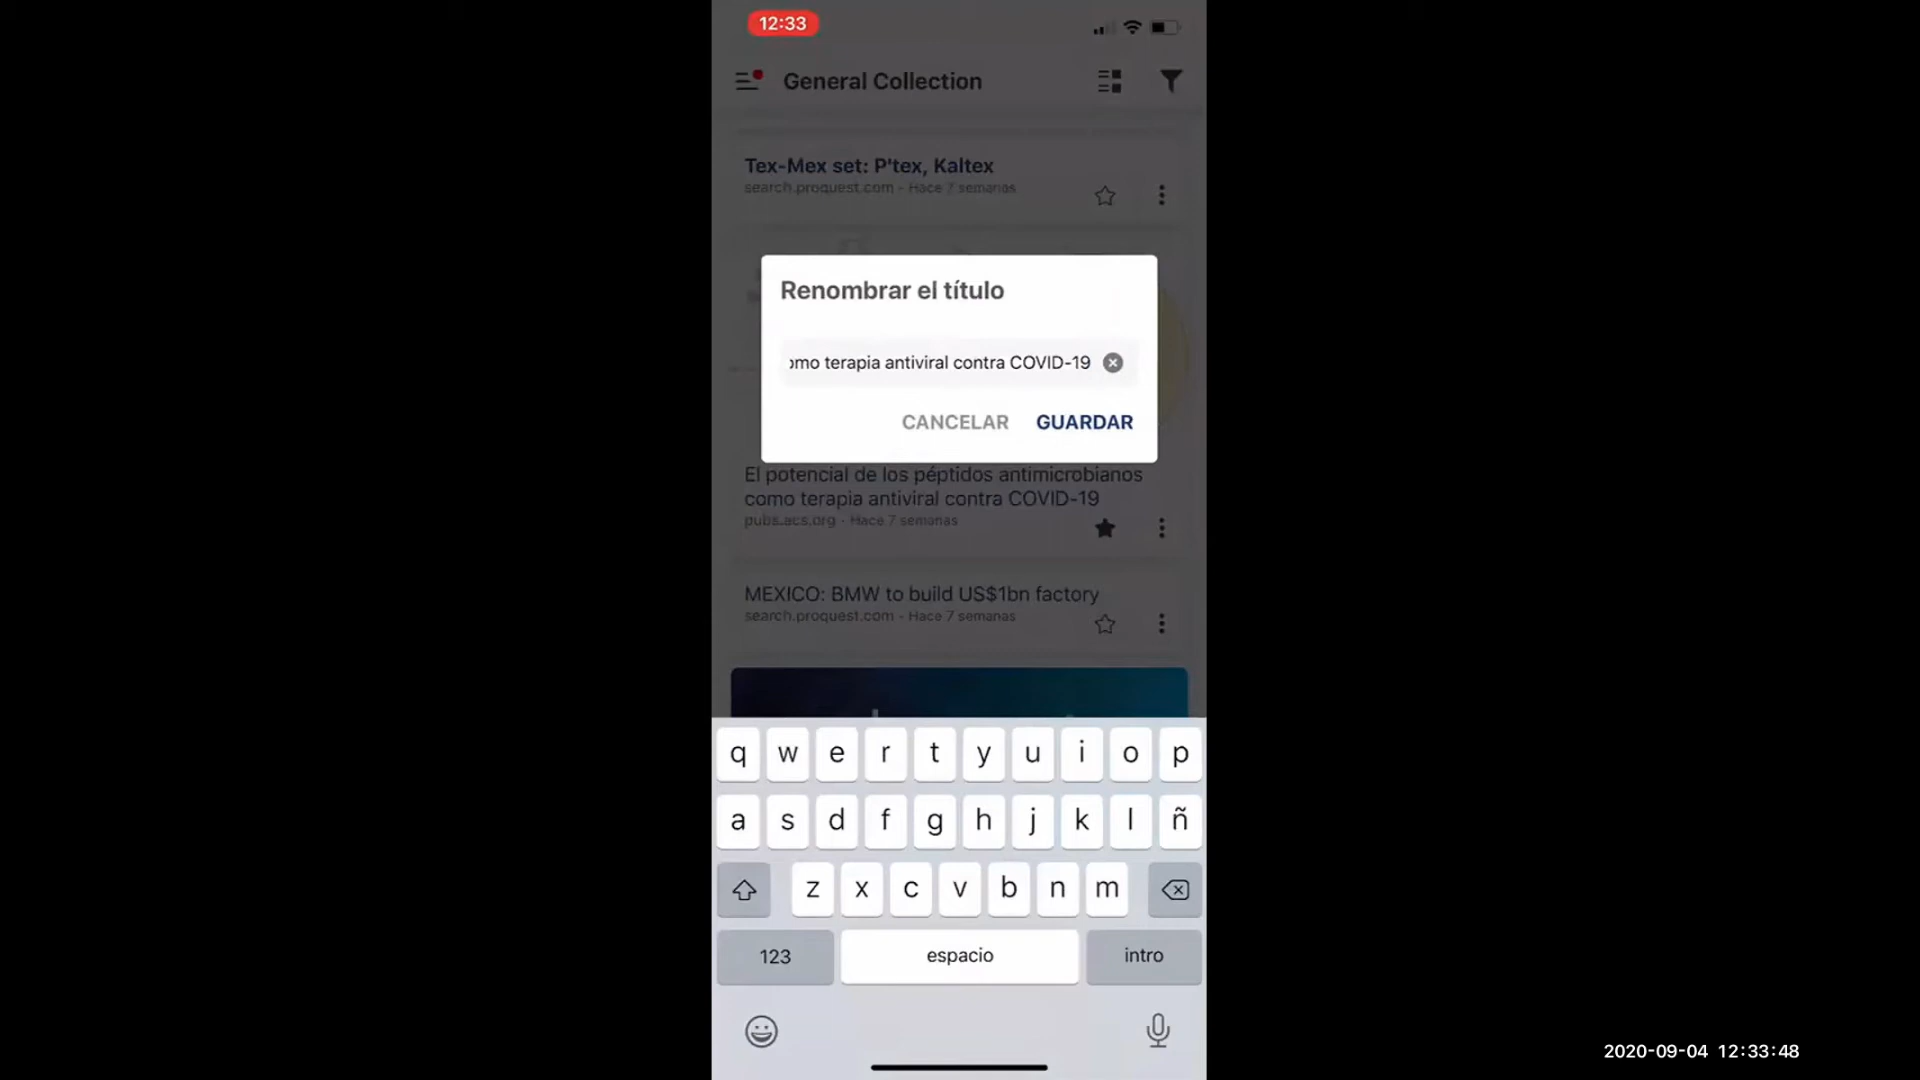 12:33
General Collection
Tex-Mex set: P'tex, Kaltex
search.proquest.com - Hace 7 semanas
Renombrar el título
omo terapia antiviral contra COVID-19
CANCELAR GUARDAR
El potencial de los péptidos antimicrobianos
como terapia antiviral contra COVID-19
pubs.acs.org - Hace 7 semanas
MEXICO: BMW to build US$1bn factory
search.proquest.com - Hace 7 semanas
q w e r t y u i o p
a s d f g h j k l ñ
z x c v b n m
123 espacio intro
2020-09-04 12:33:48